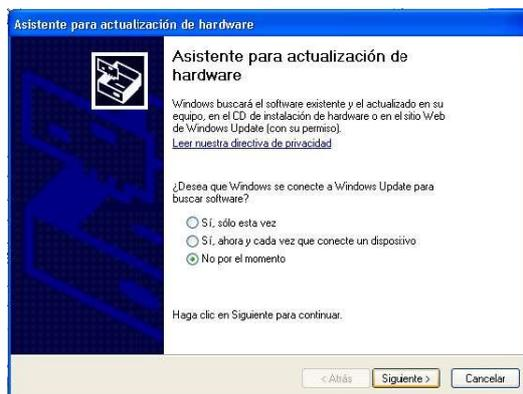 Asistente para actualización de hardware
Asistente para actualización de
hardware
Windows buscará el software existente y el actualizado en su
equipo, en el CD de instalación de hardware o en el sitio Web
de Windows Update (con su permiso).
Leer nuestra directiva de privacidad
¿Desea que Windows se conecte a Windows Update para
buscar software?
Sí, sólo esta vez
Sí, ahora y cada vez que conecte un dispositivo
No por el momento
Haga clic en Siguiente para continuar.
< Atrás
Siguiente >
Cancelar